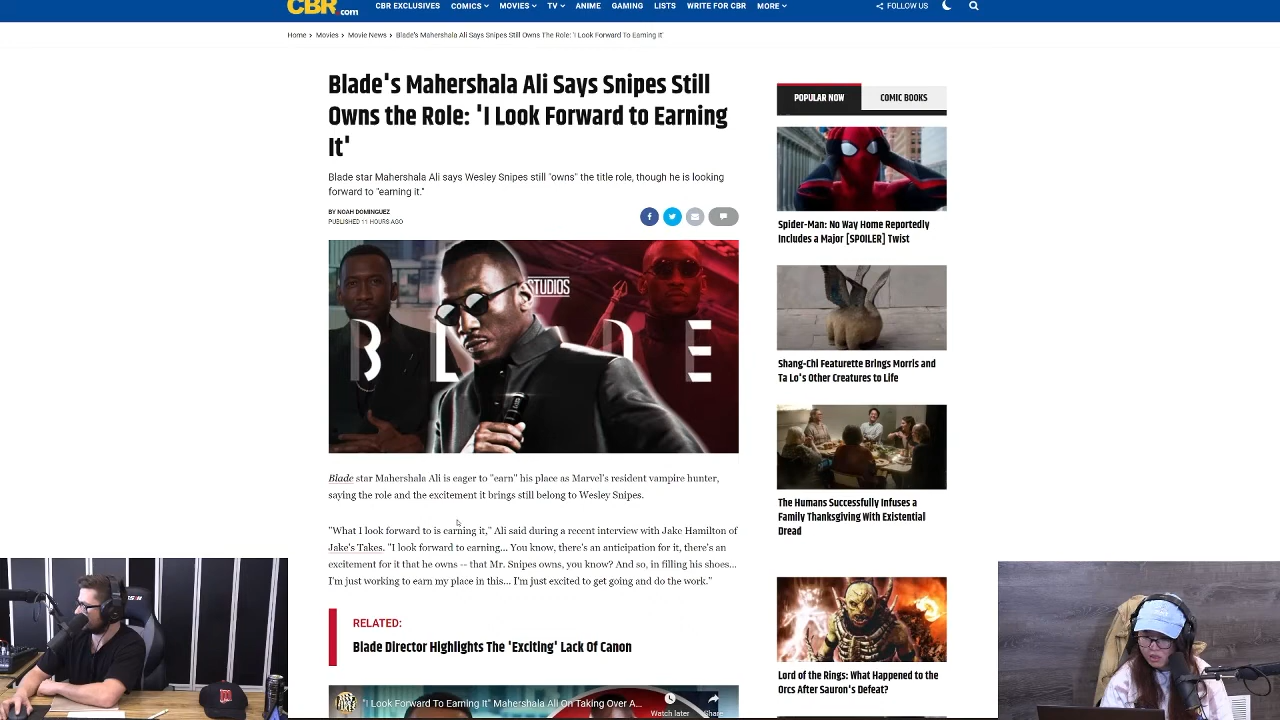 CBR.com
CBR EXCLUSIVES COMICS MOVIES TV ANIME GAMING LISTS WRITE FOR CBR MORE FOLLOW US
Home > Movies > Movie News > Blade's Mahershala Ali Says Snipes Still Owns The Role: 'I Look Forward To Earning It'
Blade's Mahershala Ali Says Snipes Still
Owns the Role: 'I Look Forward to Earning
It'
Blade star Mahershala Ali says Wesley Snipes still "owns" the title role, though he is looking
forward to "earning it."
BY NOAH DOMINGUEZ
PUBLISHED 11 HOURS AGO
STUDIOS
BL DE
Blade star Mahershala Ali is eager to "earn" his place as Marvel's resident vampire hunter,
saying the role and the excitement it brings still belong to Wesley Snipes.
"What I look forward to is earning it," Ali said during a recent interview with Jake Hamilton of
Jake's Takes. "I look forward to earning... You know, there's an anticipation for it, there's an
excitement for it that he owns -- that Mr. Snipes owns, you know? And so, in filling his shoes...
I'm just working to earn my place in this... I'm just excited to get going and do the work."
RELATED:
Blade Director Highlights The 'Exciting' Lack Of Canon
"I Look Forward To Earning It" Mahershala Ali On Taking Over A...
Watch later Share
POPULAR NOW COMIC BOOKS
Spider-Man: No Way Home Reportedly
Includes a Major [SPOILER] Twist
Shang-Chi Featurette Brings Morris and
Ta Lo's Other Creatures to Life
The Humans Successfully Infuses a
Family Thanksgiving With Existential
Dread
Lord of the Rings: What Happened to the
Orcs After Sauron's Defeat?